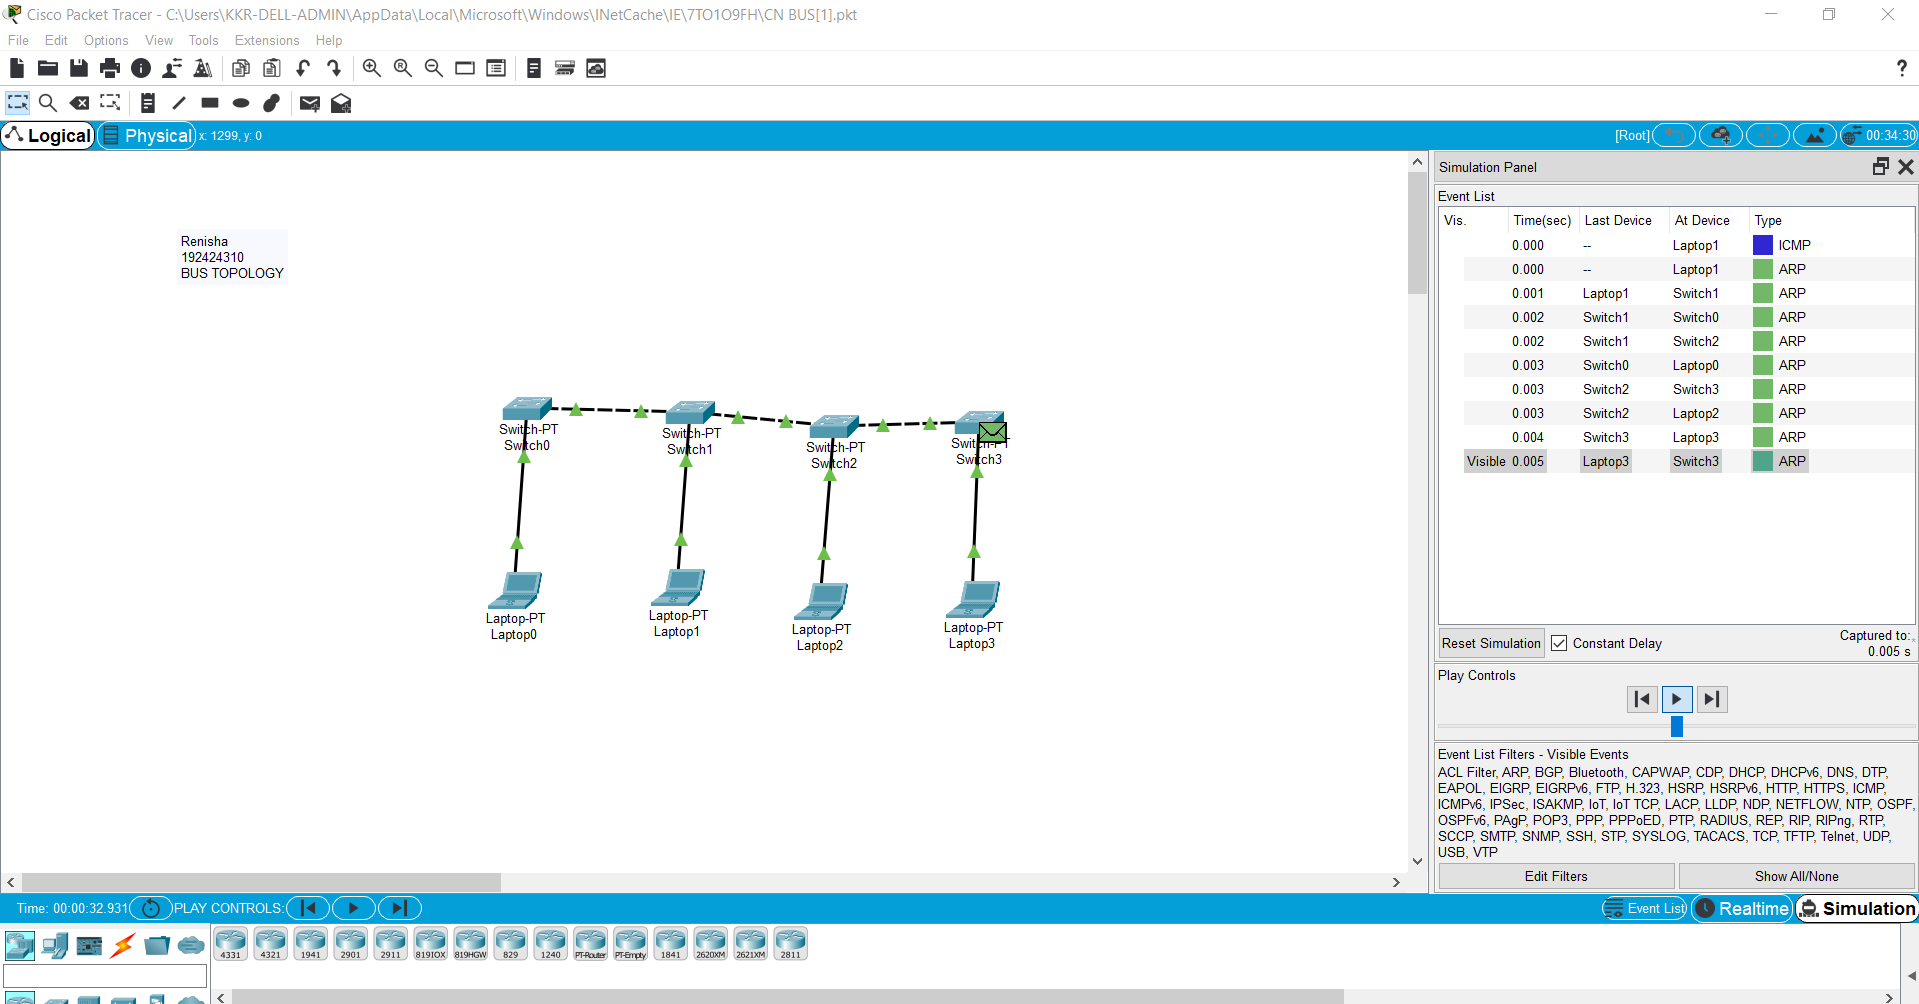 Cisco Packet Tracer - C:\Users\KKR-DELL-ADMIN\AppData\Local\Microsoft\Windows\INetCache\IE\7TO1O9FH\CN BUS[1].pkt
File Edit Options View Tools Extensions Help
?
Logical Physical x: 1299, y: 0 [Root] 00:34:30
Renisha
192424310
BUS TOPOLOGY
Switch-PT
Switch0
Switch-PT
Switch1
Switch-PT
Switch2
Switch-PT
Switch3
Laptop-PT
Laptop0
Laptop-PT
Laptop1
Laptop-PT
Laptop2
Laptop-PT
Laptop3
Simulation Panel
Event List
Vis. Time(sec) Last Device At Device Type
0.000 -- Laptop1 ICMP
0.000 -- Laptop1 ARP
0.001 Laptop1 Switch1 ARP
0.002 Switch1 Switch0 ARP
0.002 Switch1 Switch2 ARP
0.003 Switch0 Laptop0 ARP
0.003 Switch2 Switch3 ARP
0.003 Switch2 Laptop2 ARP
0.004 Switch3 Laptop3 ARP
Visible 0.005 Laptop3 Switch3 ARP
Reset Simulation Constant Delay Captured to:
0.005 s
Play Controls
Event List Filters - Visible Events
ACL Filter, ARP, BGP, Bluetooth, CAPWAP, CDP, DHCP, DHCPv6, DNS, DTP,
EAPOL, EIGRP, EIGRPv6, FTP, H.323, HSRP, HSRPv6, HTTP, HTTPS, ICMP,
ICMPv6, IPSec, ISAKMP, IoT, IoT TCP, LACP, LLDP, NDP, NETFLOW, NTP, OSPF,
OSPFv6, PAgP, POP3, PPP, PPPoED, PTP, RADIUS, REP, RIP, RIPng, RTP,
SCCP, SMTP, SNMP, SSH, STP, SYSLOG, TACACS, TCP, TFTP, Telnet, UDP,
USB, VTP
Edit Filters Show All/None
Time: 00:00:32.931 PLAY CONTROLS: Event List Realtime Simulation
4331 4321 1941 2901 2911 819IOX 819HGW 829 1240 PT-Router PT-Empty 1841 2620XM 2621XM 2811